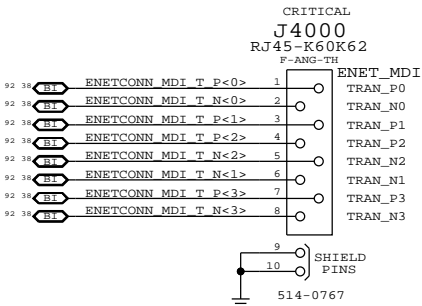 CRITICAL
J4000
RJ45-K60K62
F-ANG-TH
ENET_MDI
92 38 BI ENETCONN_MDI_T_P<0> 1 TRAN_P0
92 38 BI ENETCONN_MDI_T_N<0> 2 TRAN_N0
92 38 BI ENETCONN_MDI_T_P<1> 3 TRAN_P1
92 38 BI ENETCONN_MDI_T_P<2> 4 TRAN_P2
92 38 BI ENETCONN_MDI_T_N<2> 5 TRAN_N2
92 38 BI ENETCONN_MDI_T_N<1> 6 TRAN_N1
92 38 BI ENETCONN_MDI_T_P<3> 7 TRAN_P3
92 38 BI ENETCONN_MDI_T_N<3> 8 TRAN_N3
9 SHIELD
10 PINS
514-0767